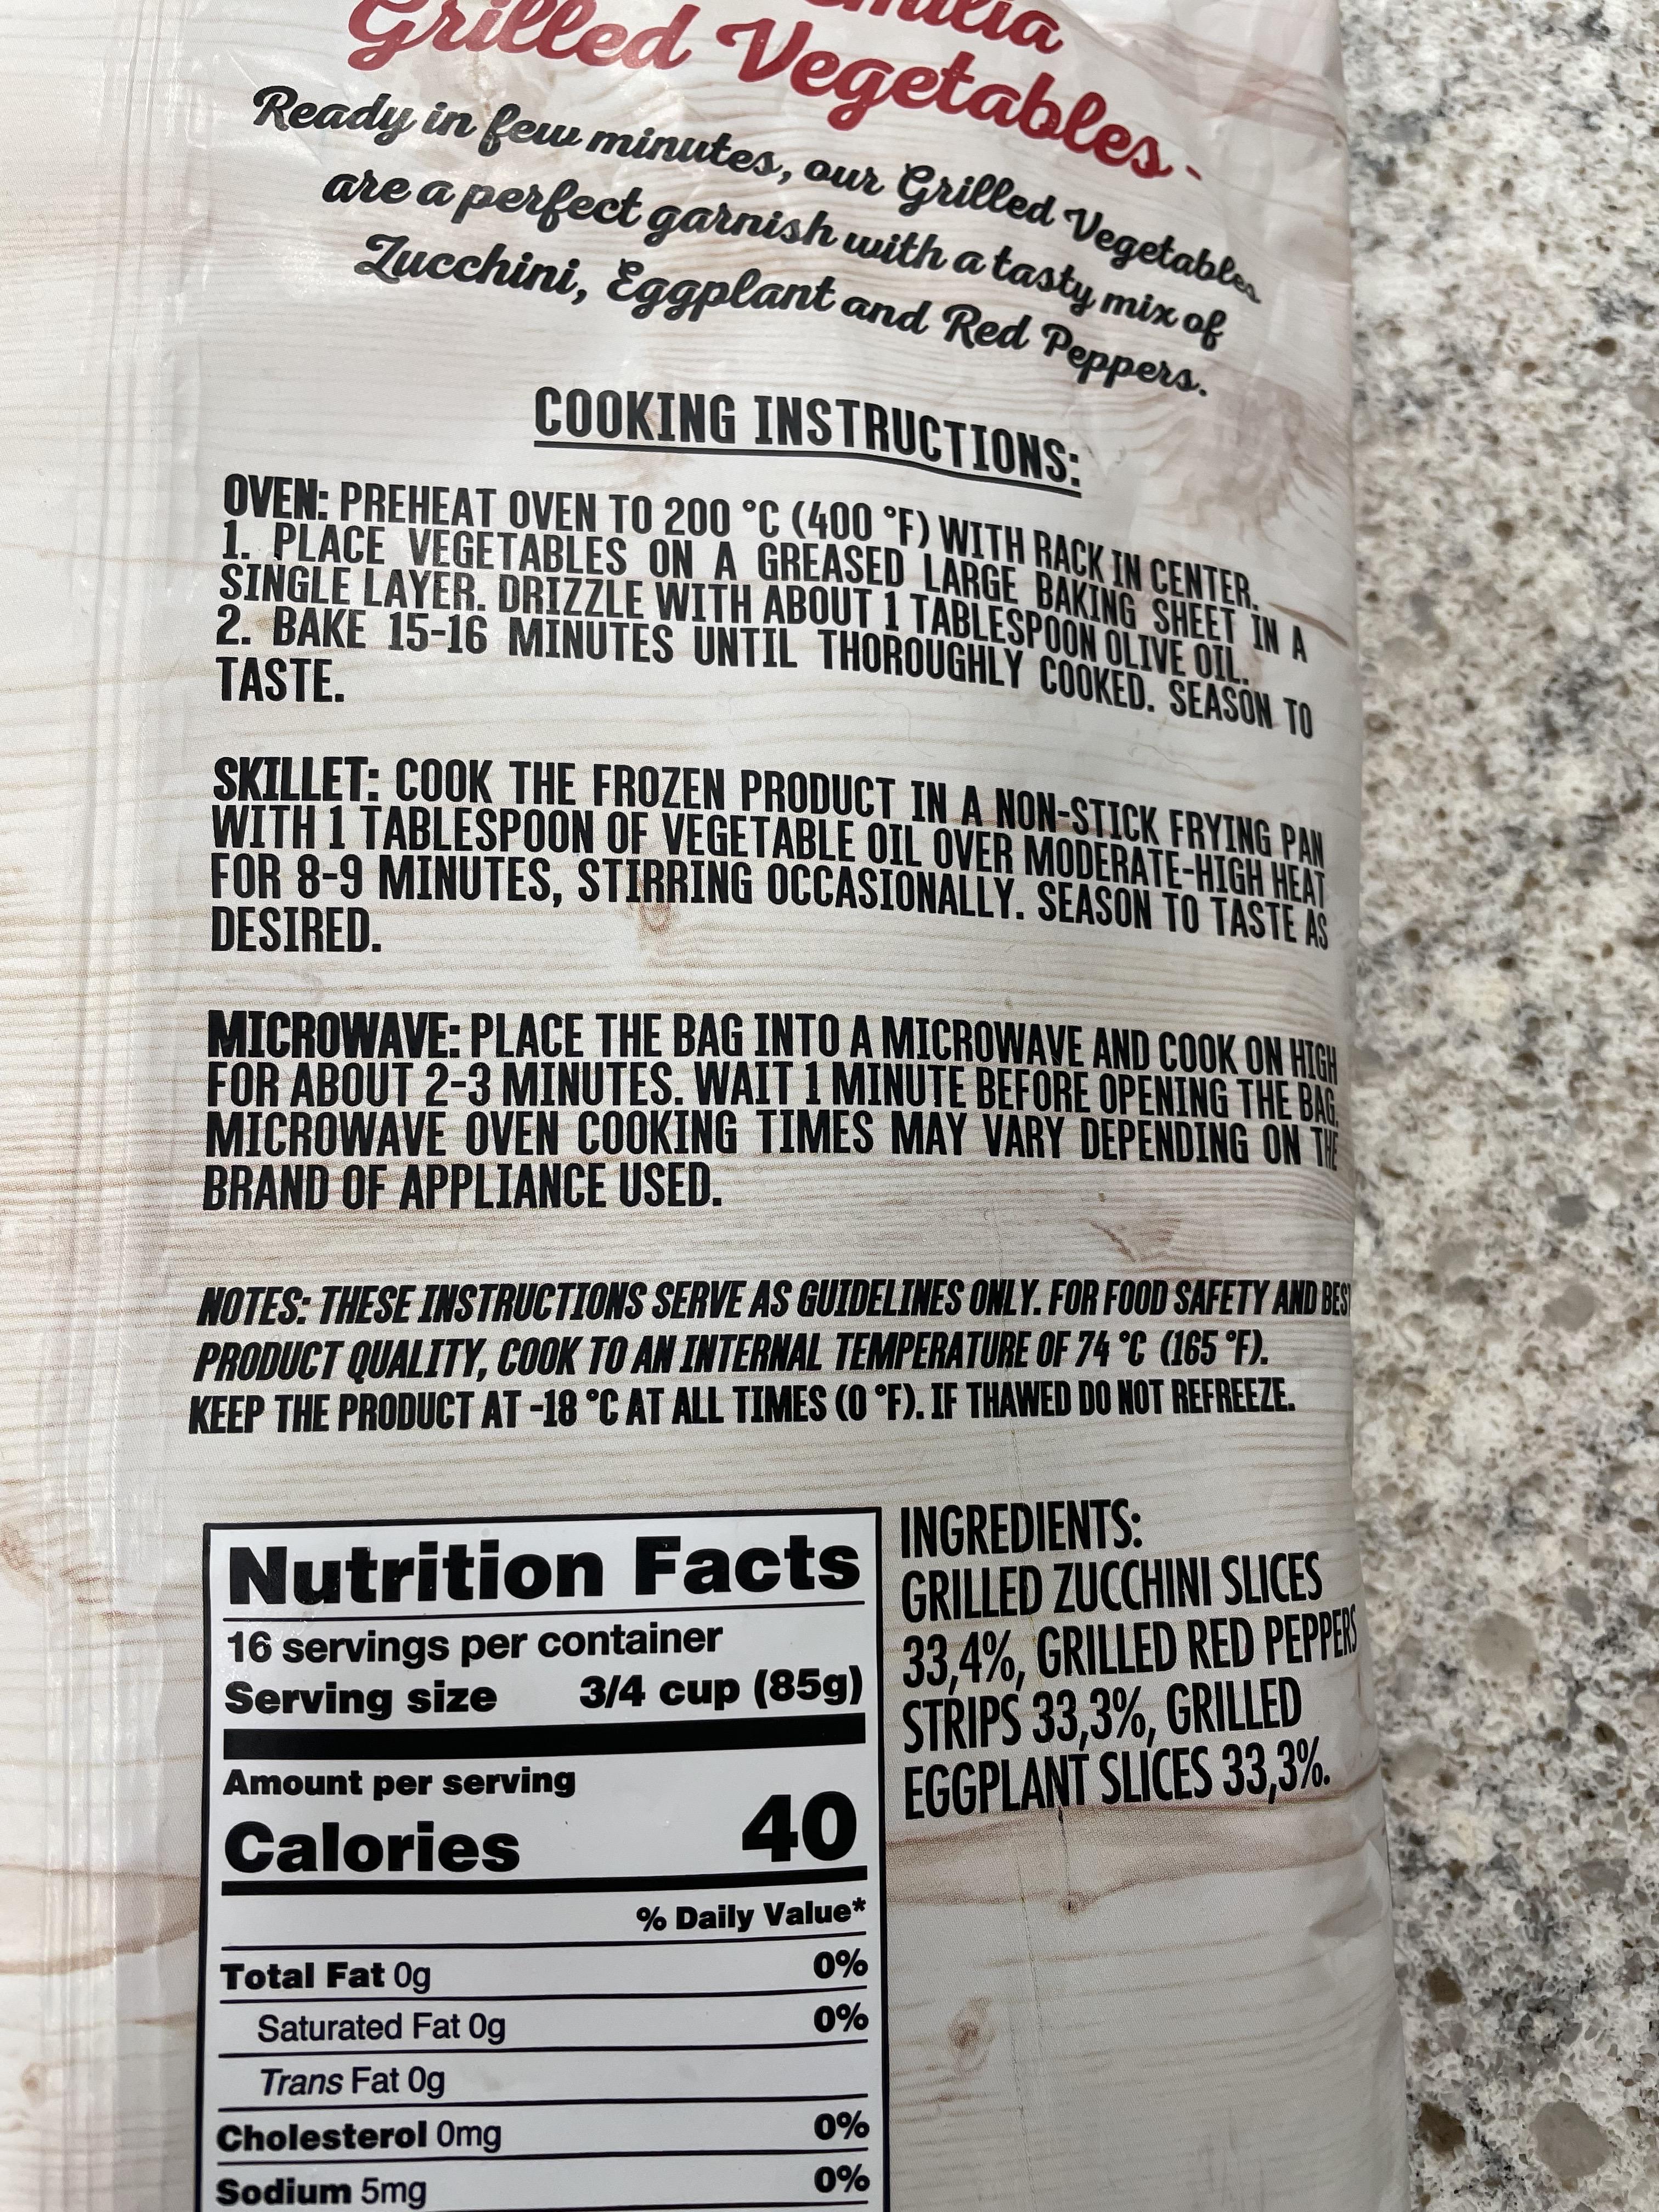 Grilled Vegetables -
Ready in few minutes, our Grilled Vegetables
are a perfect garnish with a tasty mix of
Zucchini, Eggplant and Red Peppers.
COOKING INSTRUCTIONS:
OVEN: PREHEAT OVEN TO 200 °C (400 °F) WITH RACK IN CENTER.
1. PLACE VEGETABLES ON A GREASED LARGE BAKING SHEET IN A
SINGLE LAYER. DRIZZLE WITH ABOUT 1 TABLESPOON OLIVE OIL.
2. BAKE 15-16 MINUTES UNTIL THOROUGHLY COOKED. SEASON TO
TASTE.
SKILLET: COOK THE FROZEN PRODUCT IN A NON-STICK FRYING PAN
WITH 1 TABLESPOON OF VEGETABLE OIL OVER MODERATE-HIGH HEAT
FOR 8-9 MINUTES, STIRRING OCCASIONALLY. SEASON TO TASTE AS
DESIRED.
MICROWAVE: PLACE THE BAG INTO A MICROWAVE AND COOK ON HIGH
FOR ABOUT 2-3 MINUTES. WAIT 1 MINUTE BEFORE OPENING THE BAG.
MICROWAVE OVEN COOKING TIMES MAY VARY DEPENDING ON THE
BRAND OF APPLIANCE USED.
NOTES: THESE INSTRUCTIONS SERVE AS GUIDELINES ONLY. FOR FOOD SAFETY AND BEST
PRODUCT QUALITY, COOK TO AN INTERNAL TEMPERATURE OF 74 °C (165 °F).
KEEP THE PRODUCT AT -18 °C AT ALL TIMES (0 °F). IF THAWED DO NOT REFREEZE.
Nutrition Facts
16 servings per container
Serving size 3/4 cup (85g)
Amount per serving
Calories 40
% Daily Value*
Total Fat 0g 0%
Saturated Fat 0g 0%
Trans Fat 0g
Cholesterol 0mg 0%
Sodium 5mg 0%
INGREDIENTS:
GRILLED ZUCCHINI SLICES
33,4%, GRILLED RED PEPPERS
STRIPS 33,3%, GRILLED
EGGPLANT SLICES 33,3%.